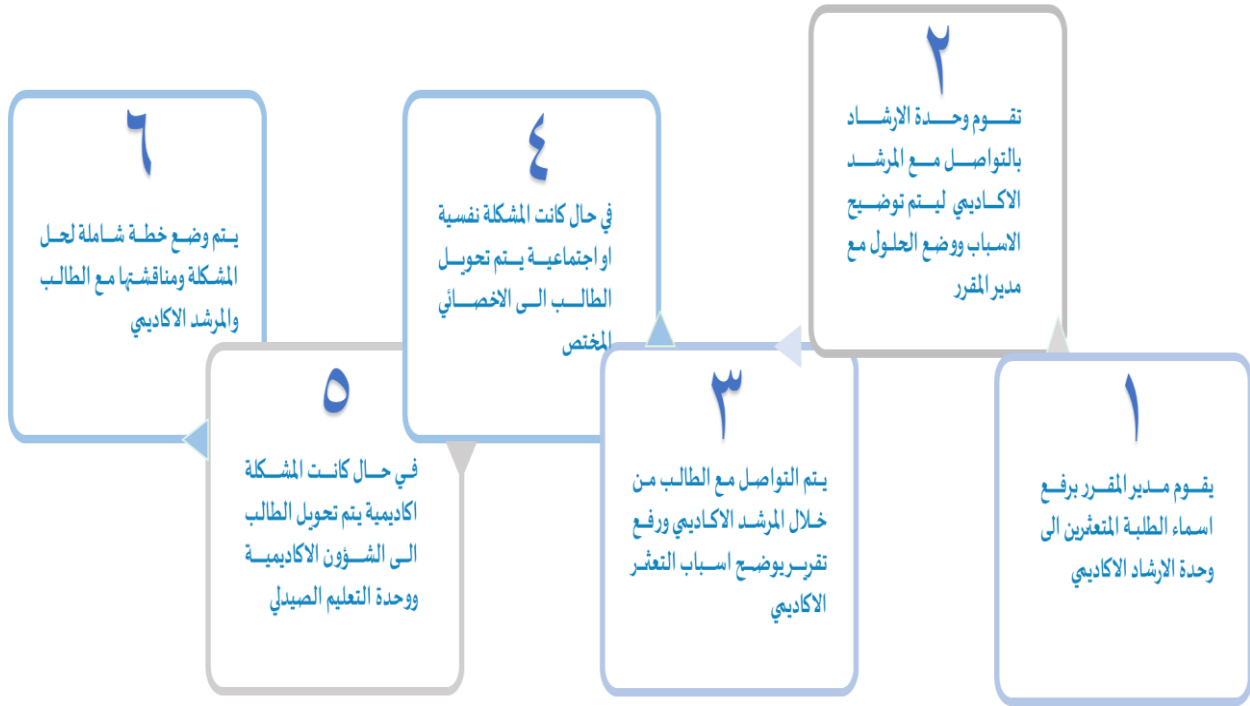 ١
يقوم مدير المقرر برفع
اسماء الطلبة المتعثرين الى
وحدة الارشاد الاكاديمي
٢
تقوم وحدة الارشاد
بالتواصل مع المرشد
الاكاديمي ليتم توضيح
الاسباب ووضع الحلول مع
مدير المقرر
٣
يتم التواصل مع الطالب من
خلال المرشد الاكاديمي ورفع
تقرير يوضح اسباب التعثر
الاكاديمي
٤
في حال كانت المشكلة نفسية
او اجتماعية يتم تحويل
الطالب الى الاخصائي
المختص
٥
في حال كانت المشكلة
اكاديمية يتم تحويل الطالب
الى الشؤون الاكاديمية
ووحدة التعليم الصيدلي
٦
يتم وضع خطة شاملة لحل
المشكلة ومناقشتها مع الطالب
والمرشد الاكاديمي